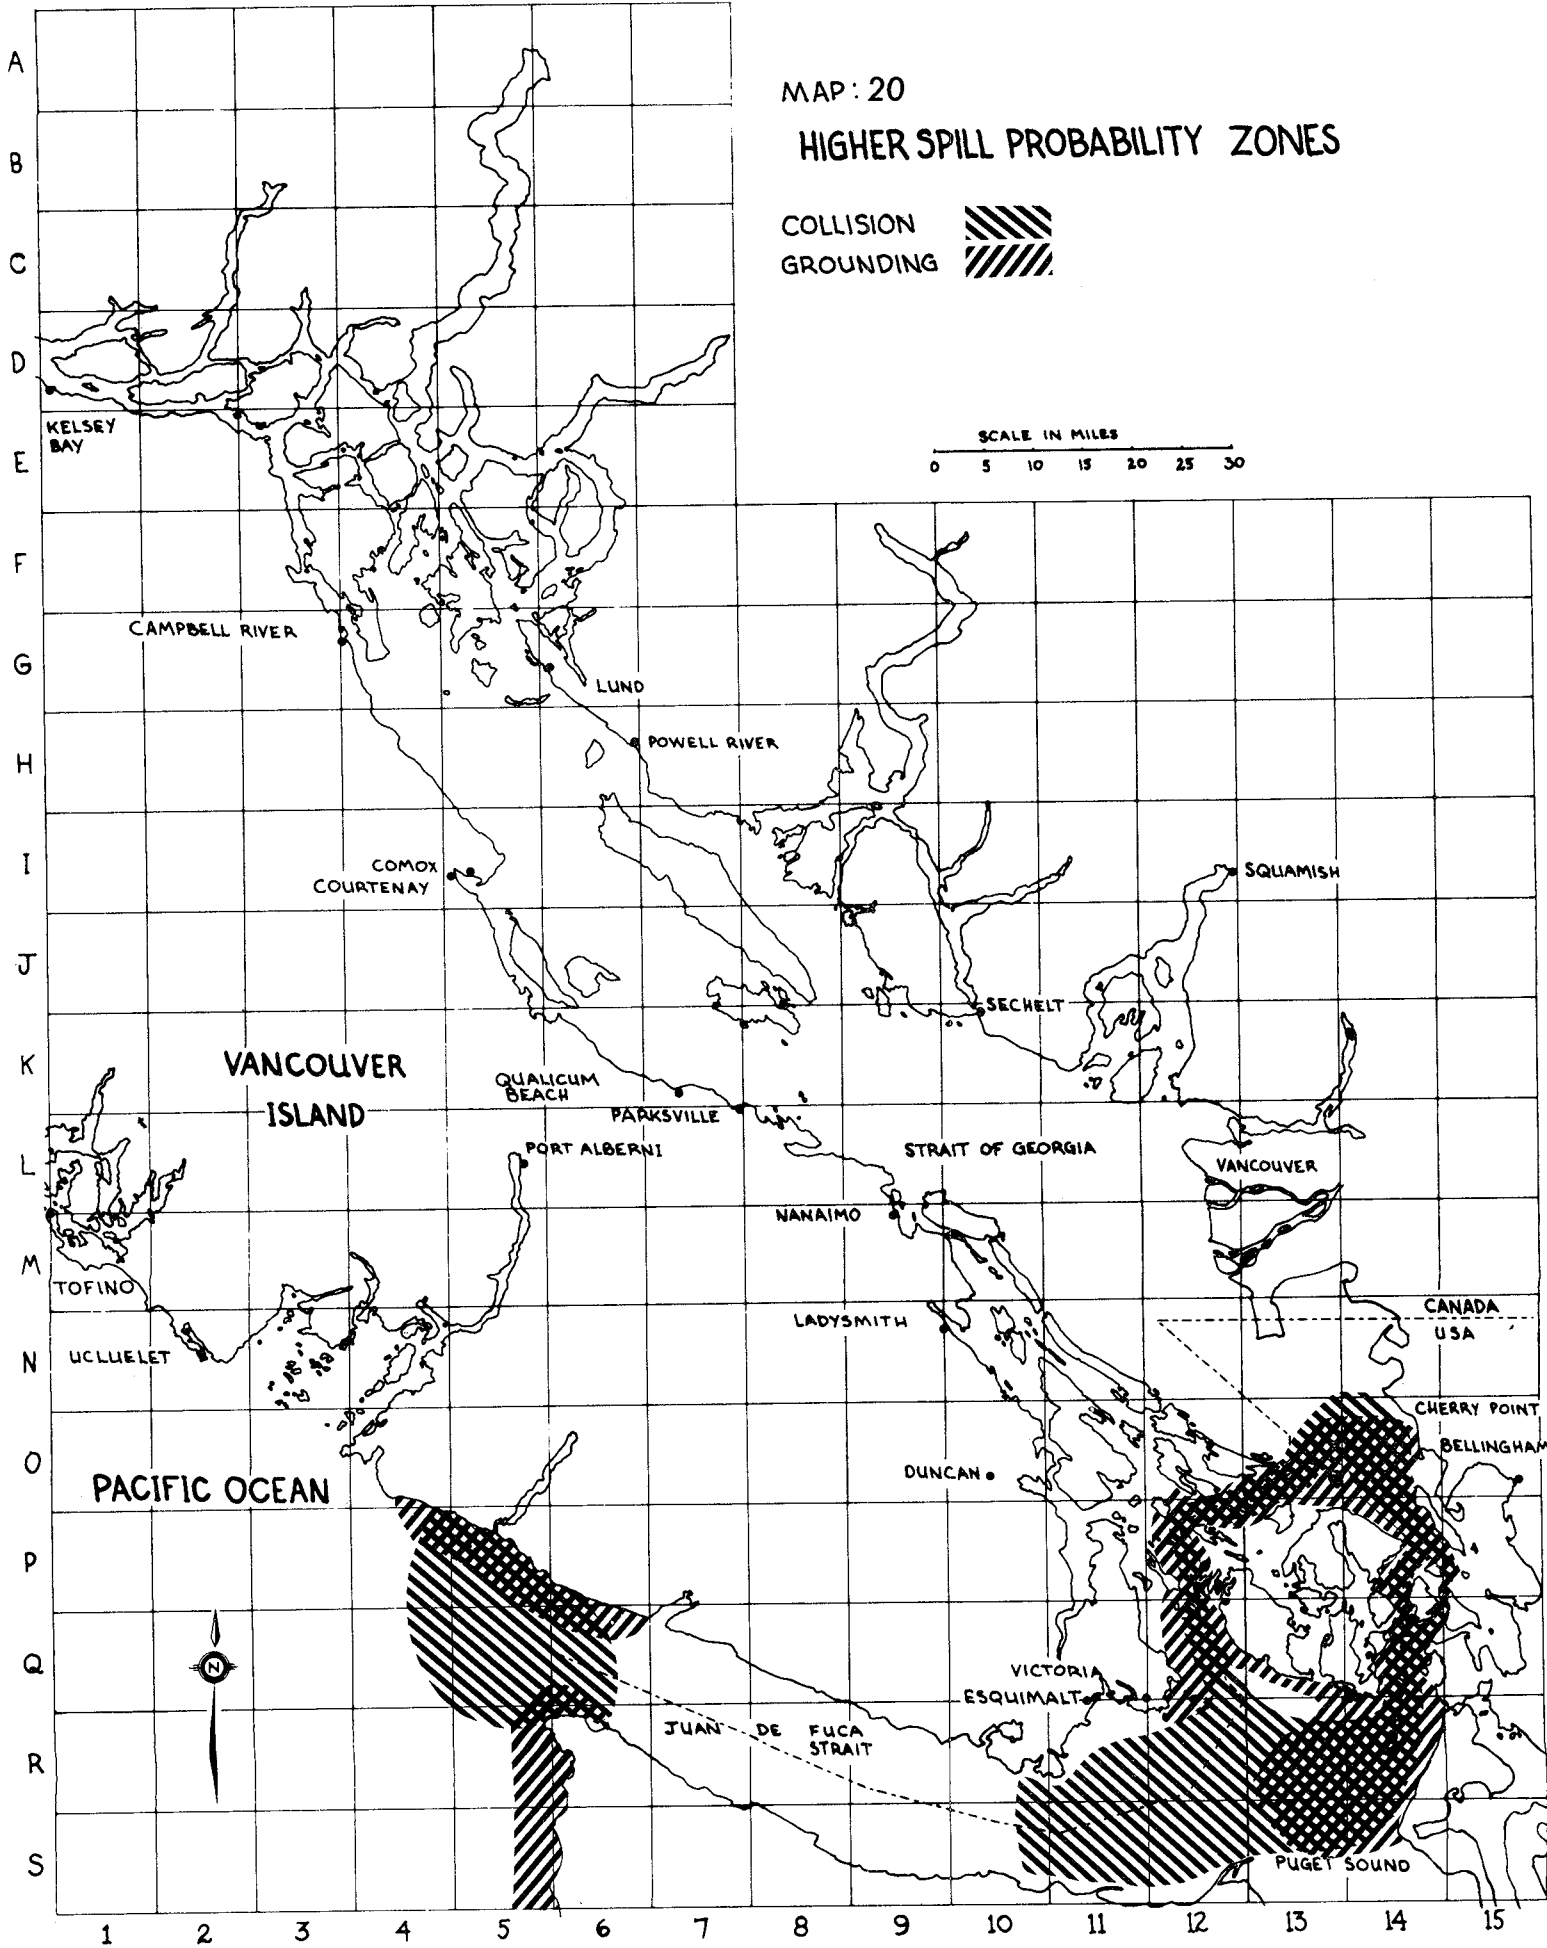 MAP: 20
HIGHER SPILL PROBABILITY ZONES
COLLISION
GROUNDING
SCALE IN MILES
0 5 10 15 20 25 30
A
B
C
D
E
F
G
H
I
J
K
L
M
N
O
P
Q
R
S
KELSEY
BAY
CAMPBELL RIVER
LUND
POWELL RIVER
COMOX
COURTENAY
SQUAMISH
SECHELT
VANCOUVER
ISLAND
QUALICUM
BEACH
PARKSVILLE
PORT ALBERNI
STRAIT OF GEORGIA
VANCOUVER
NANAIMO
TOFINO
LADYSMITH
CANADA
USA
UCLUELET
CHERRY POINT
BELLINGHAM
DUNCAN
PACIFIC OCEAN
N
VICTORIA
ESQUIMALT
JUAN DE FUCA
STRAIT
PUGET SOUND
1 2 3 4 5 6 7 8 9 10 11 12 13 14 15